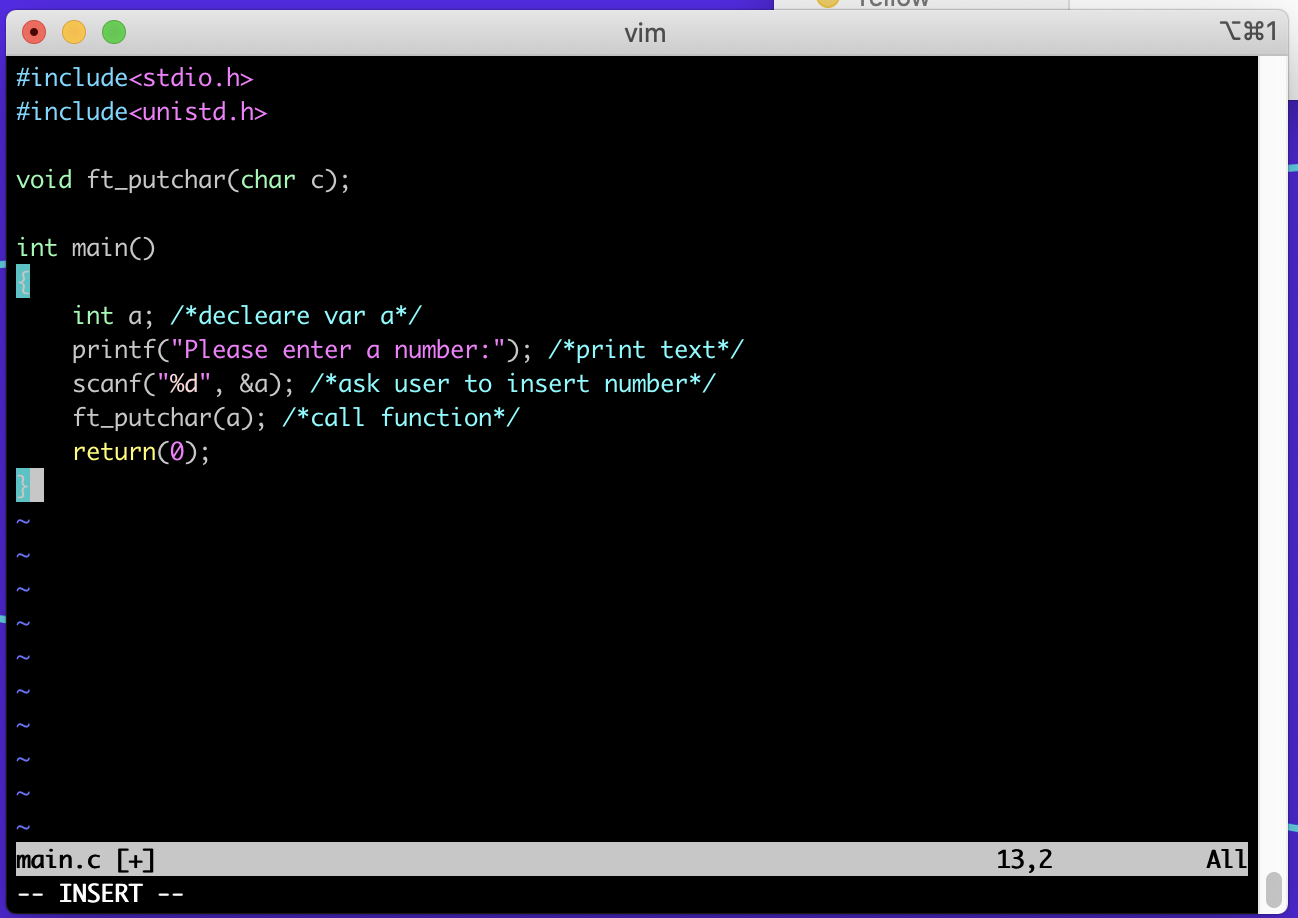 Yellow
vim ⌥⌘1
#include<stdio.h>
#include<unistd.h>
void ft_putchar(char c);
int main()
{
    int a; /*decleare var a*/
    printf("Please enter a number:"); /*print text*/
    scanf("%d", &a); /*ask user to insert number*/
    ft_putchar(a); /*call function*/
    return(0);
}
~
~
~
~
~
~
~
~
~
~
main.c [+] 13,2 All
-- INSERT --